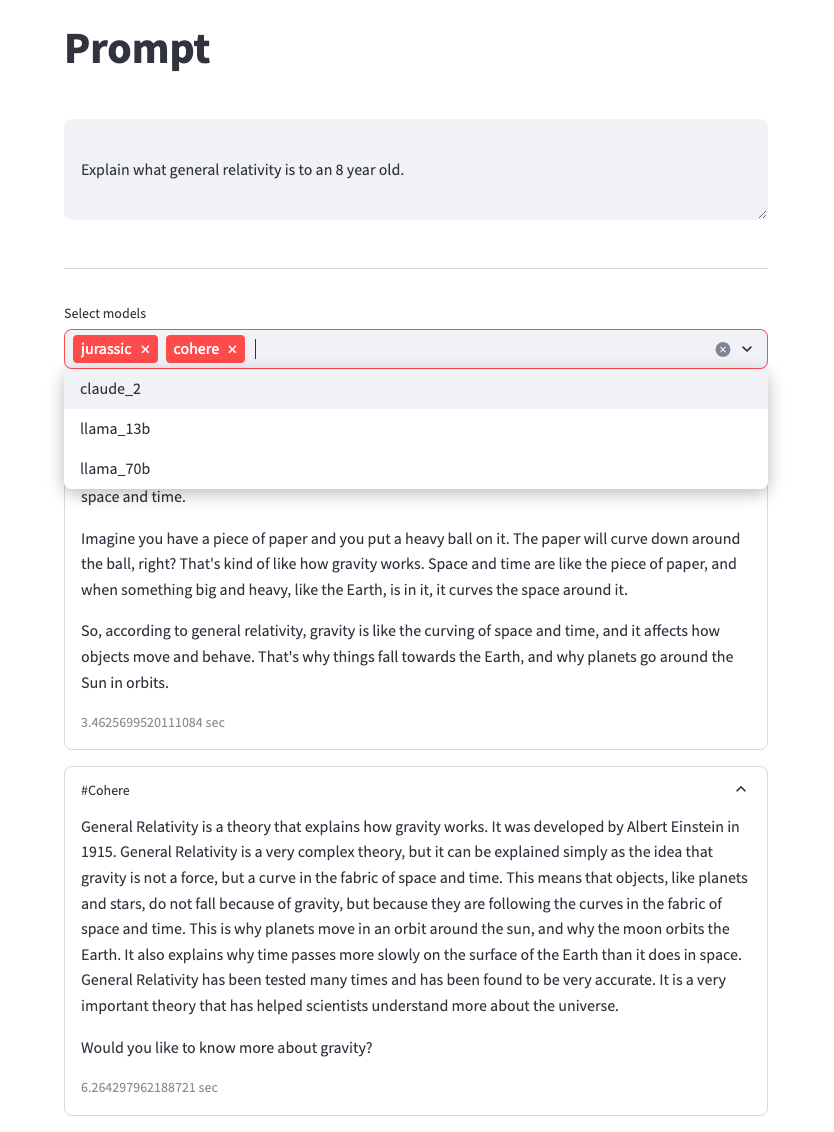 Prompt
Explain what general relativity is to an 8 year old.
Select models
jurassic ×
cohere ×
claude_2
llama_13b
llama_70b
space and time.
Imagine you have a piece of paper and you put a heavy ball on it. The paper will curve down around
the ball, right? That's kind of like how gravity works. Space and time are like the piece of paper, and
when something big and heavy, like the Earth, is in it, it curves the space around it.
So, according to general relativity, gravity is like the curving of space and time, and it affects how
objects move and behave. That's why things fall towards the Earth, and why planets go around the
Sun in orbits.
3.4625699520111084 sec
#Cohere
General Relativity is a theory that explains how gravity works. It was developed by Albert Einstein in
1915. General Relativity is a very complex theory, but it can be explained simply as the idea that
gravity is not a force, but a curve in the fabric of space and time. This means that objects, like planets
and stars, do not fall because of gravity, but because they are following the curves in the fabric of
space and time. This is why planets move in an orbit around the sun, and why the moon orbits the
Earth. It also explains why time passes more slowly on the surface of the Earth than it does in space.
General Relativity has been tested many times and has been found to be very accurate. It is a very
important theory that has helped scientists understand more about the universe.
Would you like to know more about gravity?
6.264297962188721 sec